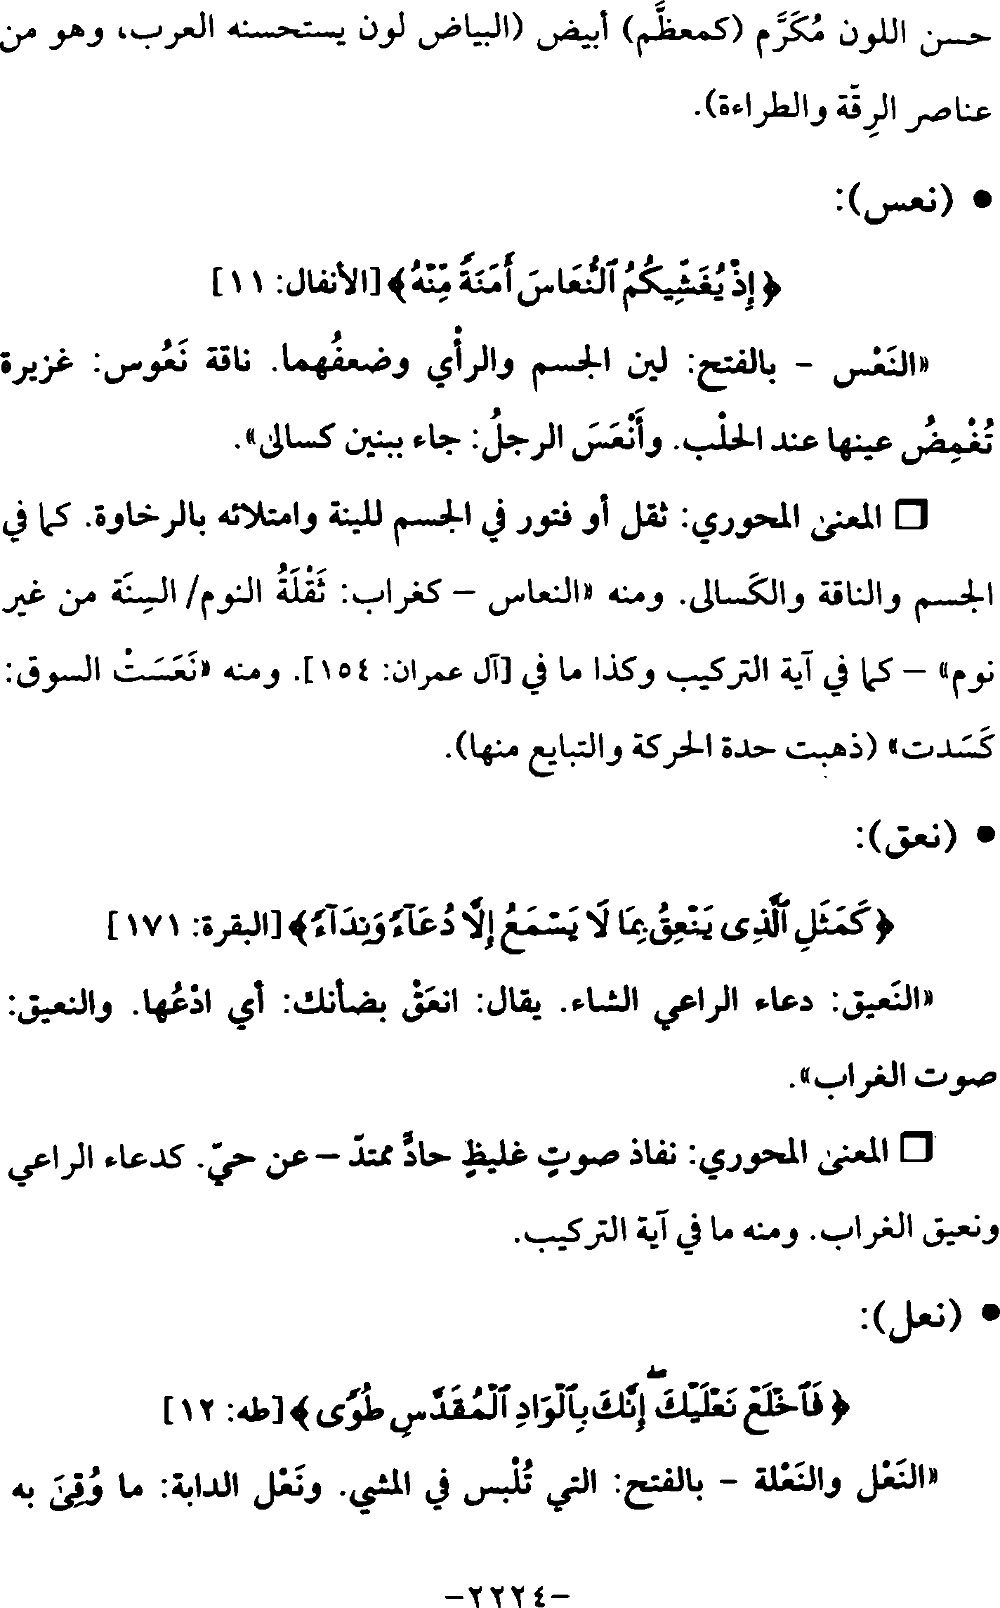 حسن اللون مُكَرَّم (كمعظَّم) أبيض (البياض لون يستحسنه العرب، وهو من
عناصر الرِقّة والطراءة).
• (نعس):
﴿ إِذْ يُغَشِّيكُمُ ٱلنُّعَاسَ أَمَنَةً مِّنْهُ﴾ [الأنفال: ١١]
«النَعْس – بالفتح: لين الجسم والرأْي وضعفُهما. ناقة نَعُوس: غزيرة
تُغْمِضُ عينها عند الحلْب. وأَنْعَسَ الرجلُ: جاء ببنين كسالىٰ».
❒ المعنىٰ المحوري: ثقل أو فتور في الجسم للينة وامتلائه بالرخاوة. كما في
الجسم والناقة والكَسالى. ومنه «النعاس – كغراب: ثَقْلَةُ النوم/ السِنَة من غير
نوم» – كما في آية التركيب وكذا ما في [آل عمران: ١٥٤]. ومنه «نَعَسَتْ السوق:
كَسَدت» (ذهبت حدة الحركة والتبايع منها).
• (نعق):
﴿ كَمَثَلِ ٱلَّذِى يَنْعِقُ بِمَا لَا يَسْمَعُ إِلَّا دُعَآءً وَنِدَآءً﴾ [البقرة: ١٧١]
«النَعيق: دعاء الراعي الشاء. يقال: انعَقْ بضأنك: أي ادْعُها. والنعيق:
صوت الغراب».
❒ المعنىٰ المحوري: نفاذ صوتٍ غليظٍ حادٍّ ممتدّ – عن حيّ. كدعاء الراعي
ونعيق الغراب. ومنه ما في آية التركيب.
• (نعل):
﴿ فَٱخْلَعْ نَعْلَيْكَ ۖ إِنَّكَ بِٱلْوَادِ ٱلْمُقَدَّسِ طُوًى﴾ [طه: ١٢]
«النَعْل والنَعْلة – بالفتح: التي تُلْبس في المشي. ونَعْل الدابة: ما وُقِىَ به
–٢٢٢٤–